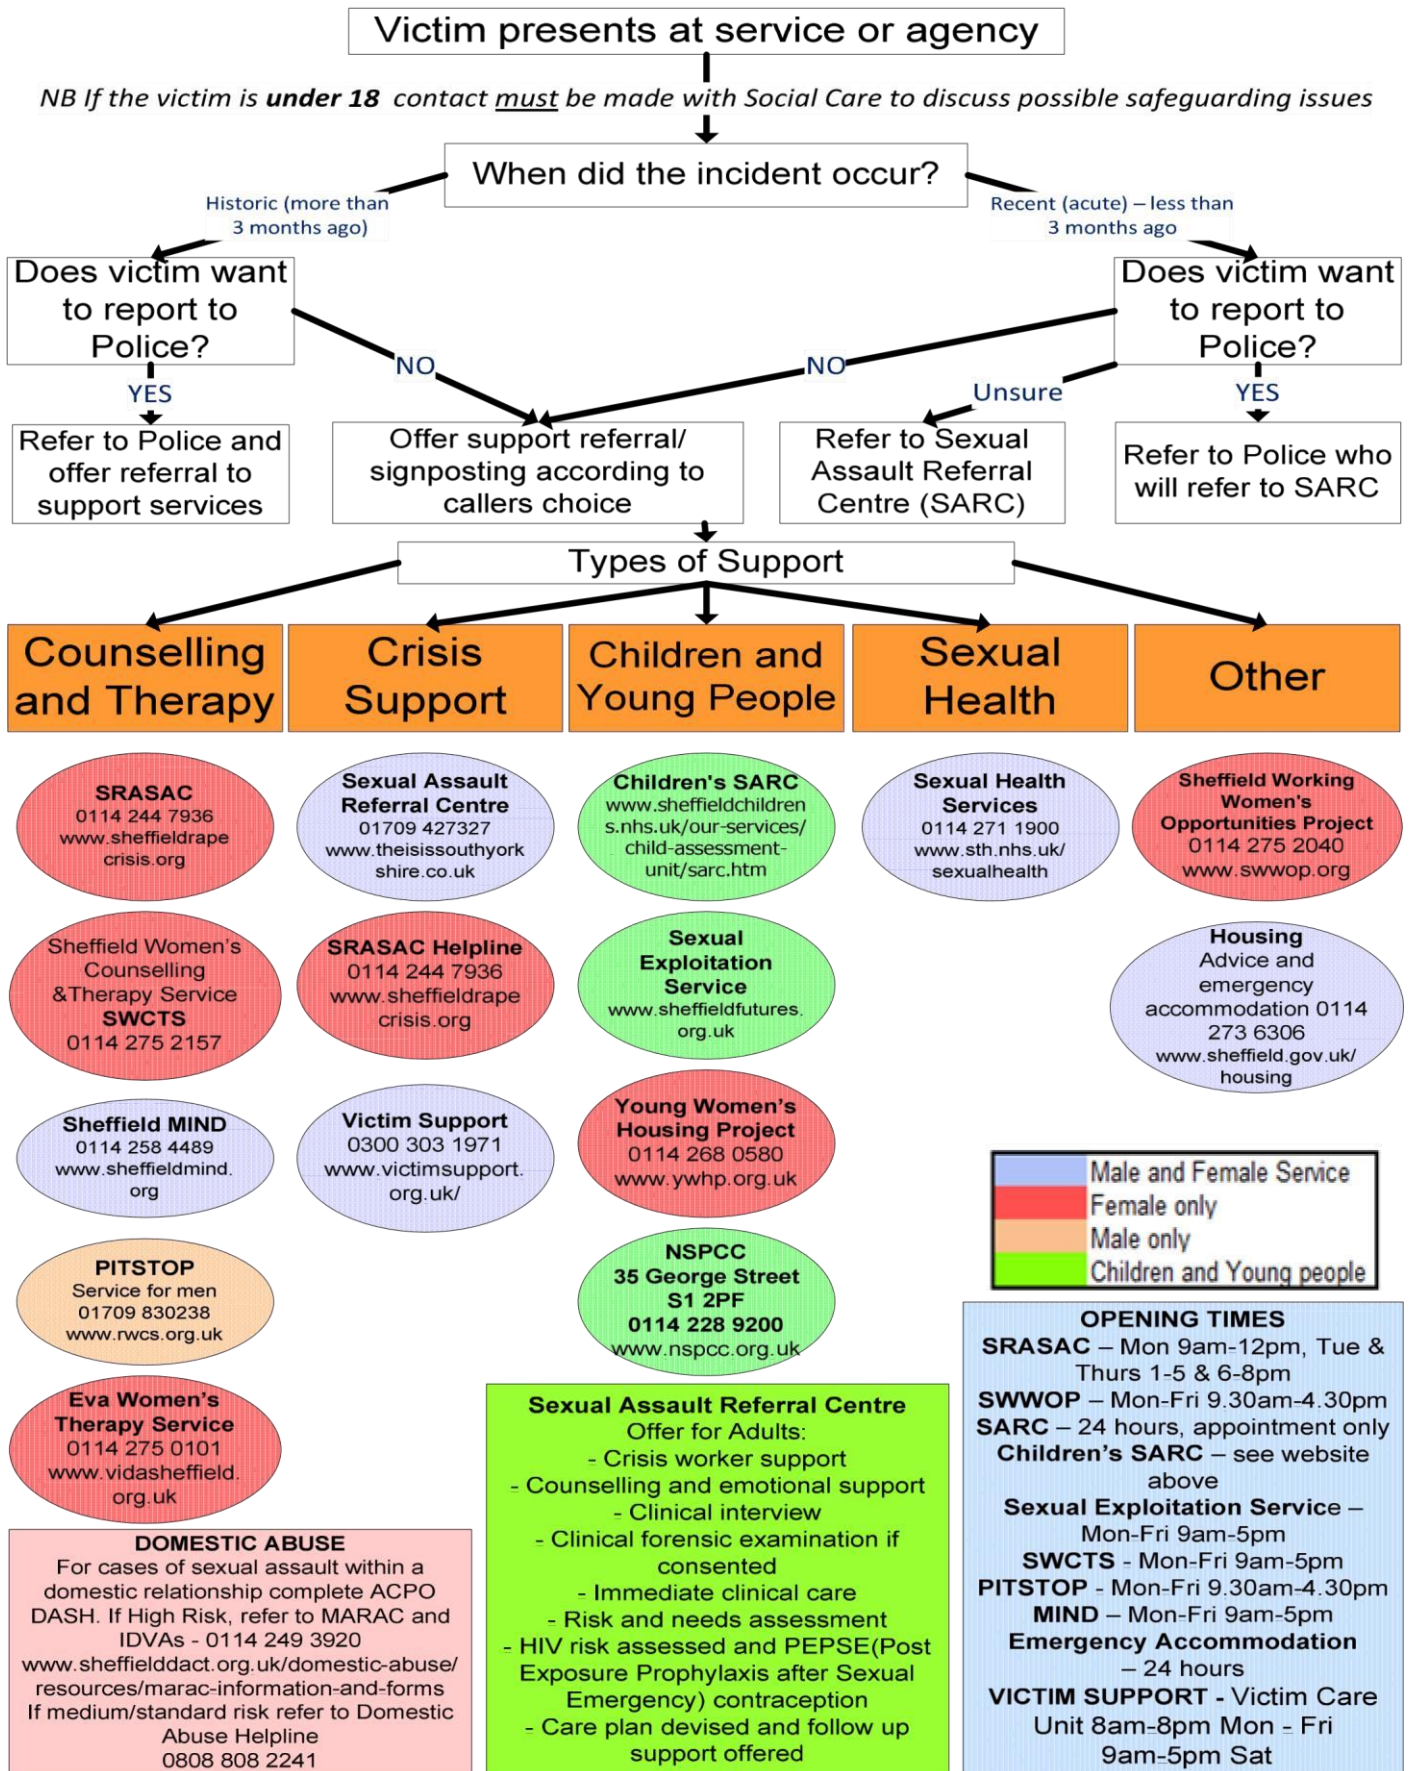 Victim presents at service or agency
NB If the victim is under 18 contact must be made with Social Care to discuss possible safeguarding issues
When did the incident occur?
Historic (more than
3 months ago)
Recent (acute) – less than
3 months ago
Does victim want
to report to
Police?
Does victim want
to report to
Police?
NO
NO
YES
Unsure
YES
Refer to Police and
offer referral to
support services
Offer support referral/
signposting according to
callers choice
Refer to Sexual
Assault Referral
Centre (SARC)
Refer to Police who
will refer to SARC
Types of Support
Counselling
and Therapy
Crisis
Support
Children and
Young People
Sexual
Health
Other
SRASAC
0114 244 7936
www.sheffieldrape
crisis.org
Sheffield Women's
Counselling
&Therapy Service
SWCTS
0114 275 2157
Sheffield MIND
0114 258 4489
www.sheffieldmind.
org
PITSTOP
Service for men
01709 830238
www.rwcs.org.uk
Eva Women's
Therapy Service
0114 275 0101
www.vidasheffield.
org.uk
Sexual Assault
Referral Centre
01709 427327
www.theisissouthyork
shire.co.uk
SRASAC Helpline
0114 244 7936
www.sheffieldrape
crisis.org
Victim Support
0300 303 1971
www.victimsupport.
org.uk/
Children's SARC
www.sheffieldchildren
s.nhs.uk/our-services/
child-assessment-
unit/sarc.htm
Sexual
Exploitation
Service
www.sheffieldfutures.
org.uk
Young Women's
Housing Project
0114 268 0580
www.ywhp.org.uk
NSPCC
35 George Street
S1 2PF
0114 228 9200
www.nspcc.org.uk
Sexual Health
Services
0114 271 1900
www.sth.nhs.uk/
sexualhealth
Sheffield Working
Women's
Opportunities Project
0114 275 2040
www.swwop.org
Housing
Advice and
emergency
accommodation 0114
273 6306
www.sheffield.gov.uk/
housing
Male and Female Service
Female only
Male only
Children and Young people
DOMESTIC ABUSE
For cases of sexual assault within a
domestic relationship complete ACPO
DASH. If High Risk, refer to MARAC and
IDVAs - 0114 249 3920
www.sheffielddact.org.uk/domestic-abuse/
resources/marac-information-and-forms
If medium/standard risk refer to Domestic
Abuse Helpline
0808 808 2241
Sexual Assault Referral Centre
Offer for Adults:
- Crisis worker support
- Counselling and emotional support
- Clinical interview
- Clinical forensic examination if
consented
- Immediate clinical care
- Risk and needs assessment
- HIV risk assessed and PEPSE(Post
Exposure Prophylaxis after Sexual
Emergency) contraception
- Care plan devised and follow up
support offered
OPENING TIMES
SRASAC – Mon 9am-12pm, Tue &
Thurs 1-5 & 6-8pm
SWWOP – Mon-Fri 9.30am-4.30pm
SARC – 24 hours, appointment only
Children's SARC – see website
above
Sexual Exploitation Service –
Mon-Fri 9am-5pm
SWCTS - Mon-Fri 9am-5pm
PITSTOP - Mon-Fri 9.30am-4.30pm
MIND – Mon-Fri 9am-5pm
Emergency Accommodation
– 24 hours
VICTIM SUPPORT - Victim Care
Unit 8am-8pm Mon - Fri
9am-5pm Sat